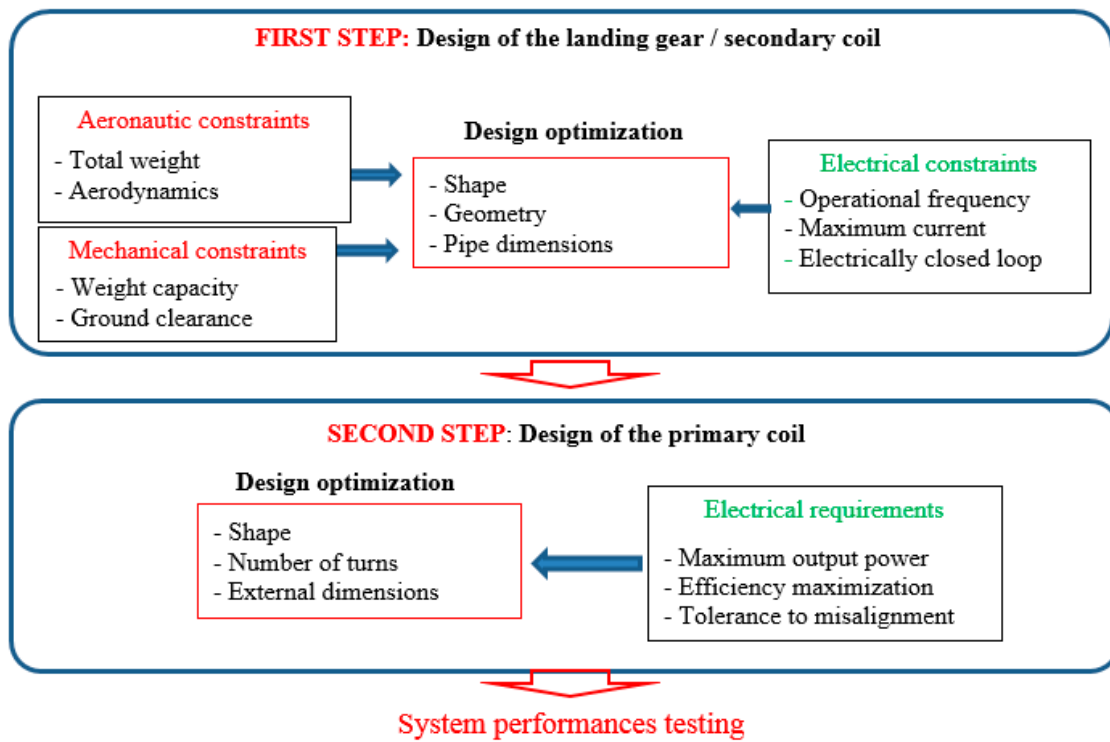 FIRST STEP: Design of the landing gear / secondary coil
Aeronautic constraints
- Total weight
- Aerodynamics
Mechanical constraints
- Weight capacity
- Ground clearance
Design optimization
- Shape
- Geometry
- Pipe dimensions
Electrical constraints
- Operational frequency
- Maximum current
- Electrically closed loop
SECOND STEP: Design of the primary coil
Design optimization
- Shape
- Number of turns
- External dimensions
Electrical requirements
- Maximum output power
- Efficiency maximization
- Tolerance to misalignment
System performances testing